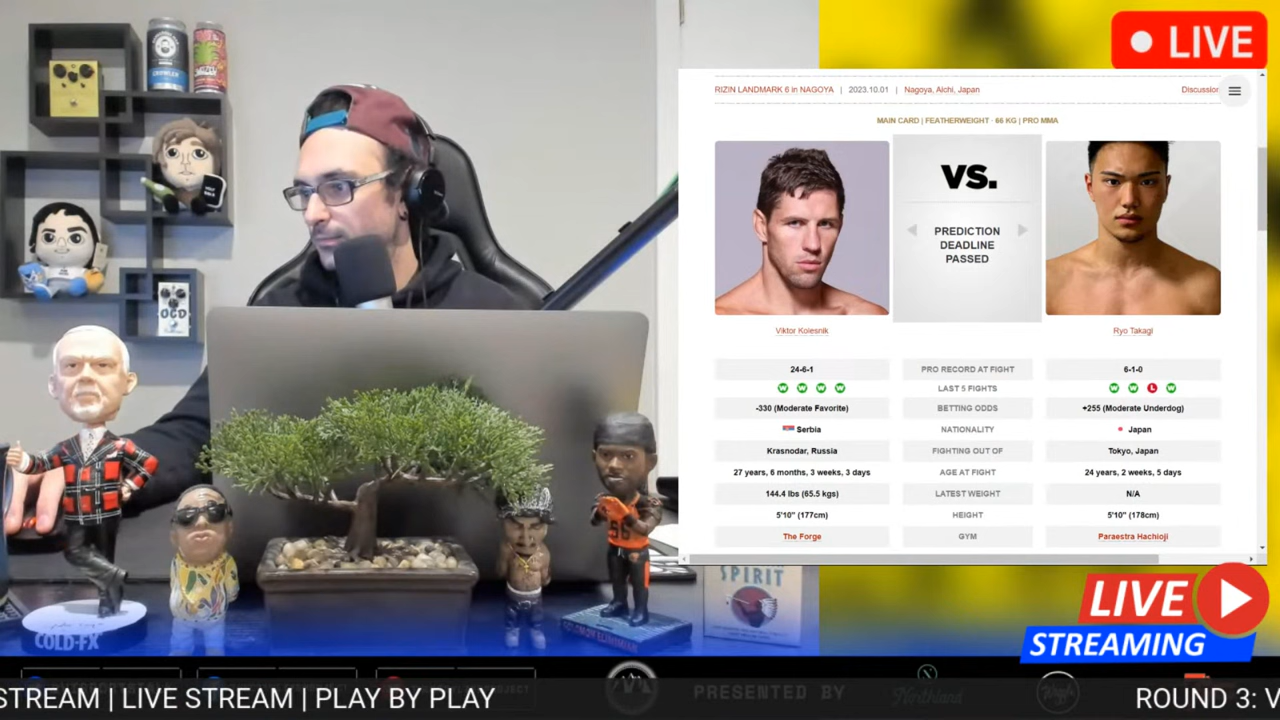 LIVE
RIZIN LANDMARK 6 in NAGOYA | 2023.10.01 | Nagoya, Aichi, Japan
Discussion
MAIN CARD | FEATHERWEIGHT · 66 KG | PRO MMA
VS.
PREDICTION
DEADLINE
PASSED
Viktor Kolesnik
Ryo Takagi
24-6-1 PRO RECORD AT FIGHT 6-1-0
W W W W LAST 5 FIGHTS W W L W
-330 (Moderate Favorite) BETTING ODDS +255 (Moderate Underdog)
Serbia NATIONALITY Japan
Krasnodar, Russia FIGHTING OUT OF Tokyo, Japan
27 years, 6 months, 3 weeks, 3 days AGE AT FIGHT 24 years, 2 weeks, 5 days
144.4 lbs (65.5 kgs) LATEST WEIGHT N/A
5'10" (177cm) HEIGHT 5'10" (178cm)
The Forge GYM Paraestra Hachioji
OCD
COLD-FX
SPIRIT
LIVE
STREAMING
PRESENTED BY
Northland
STREAM | LIVE STREAM | PLAY BY PLAY
ROUND 3: V